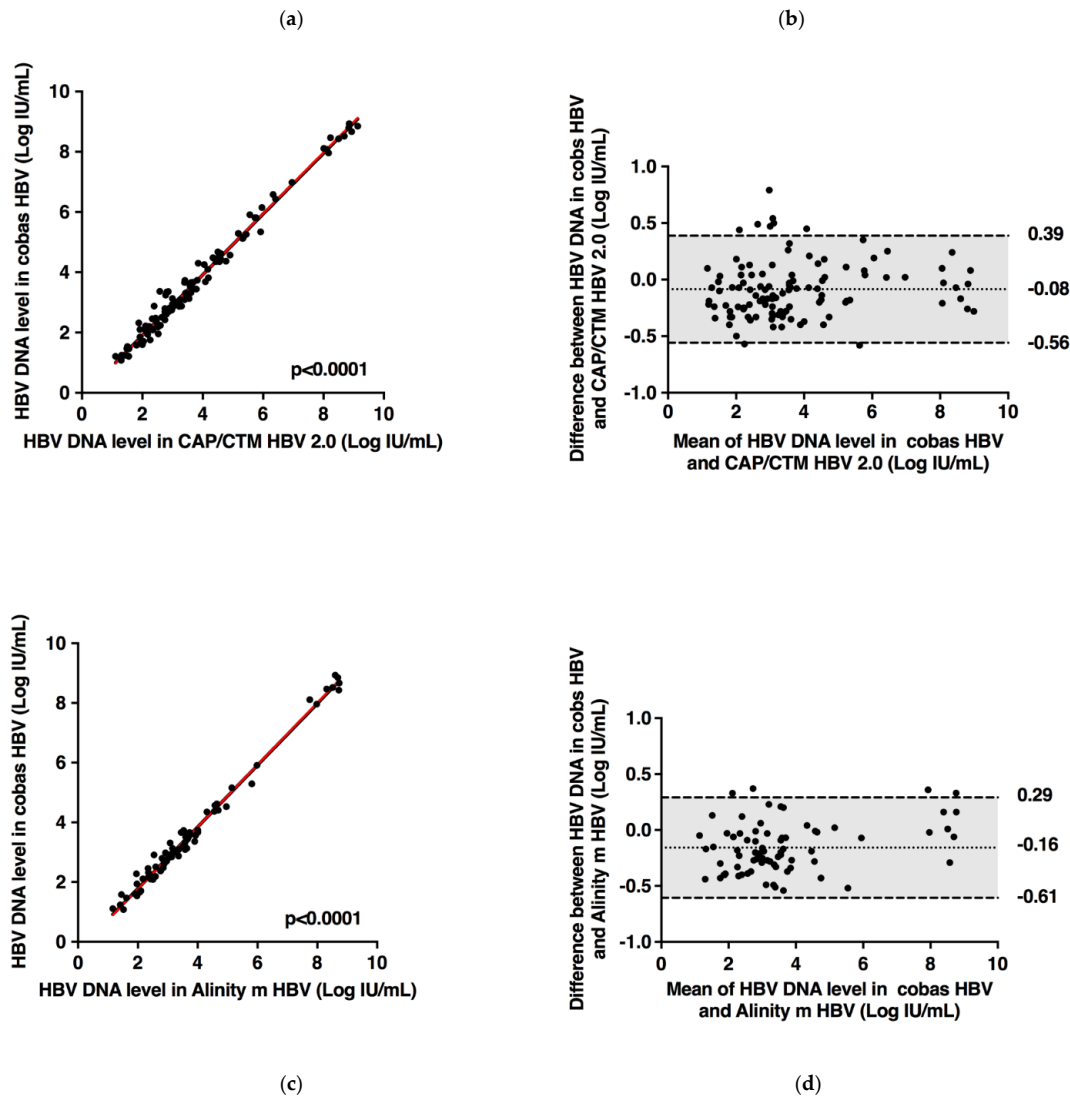 (a)
(b)
HBV DNA level in cobas HBV (Log IU/mL)
10
8
6
4
2
0
p<0.0001
0 2 4 6 8 10
HBV DNA level in CAP/CTM HBV 2.0 (Log IU/mL)
Difference between HBV DNA in cobs HBV
and CAP/CTM HBV 2.0 (Log IU/mL)
1.0
0.5
0.0
-0.5
-1.0
0.39
-0.08
-0.56
0 2 4 6 8 10
Mean of HBV DNA level in cobas HBV
and CAP/CTM HBV 2.0 (Log IU/mL)
HBV DNA level in cobas HBV (Log IU/mL)
10
8
6
4
2
0
p<0.0001
0 2 4 6 8 10
HBV DNA level in Alinity m HBV (Log IU/mL)
Difference between HBV DNA in cobs HBV
and Alinity m HBV (Log IU/mL)
1.0
0.5
0.0
-0.5
-1.0
0.29
-0.16
-0.61
0 2 4 6 8 10
Mean of HBV DNA level in cobas HBV
and Alinity m HBV (Log IU/mL)
(c)
(d)